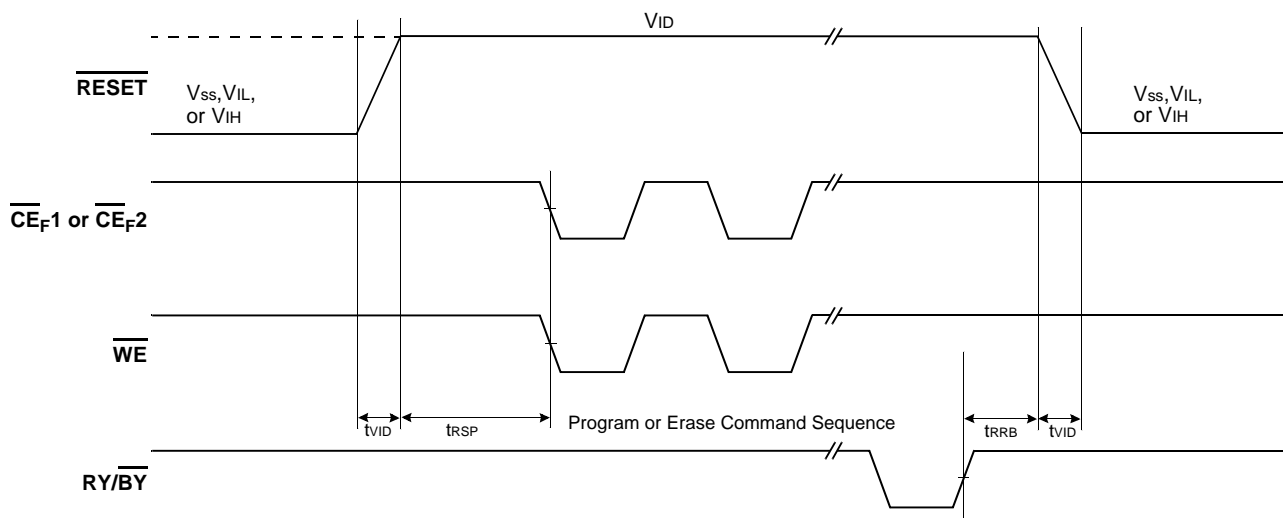 VID
RESET
Vss,VIL,
or VIH
Vss,VIL,
or VIH
CEF1 or CEF2
WE
tVID
tRSP
Program or Erase Command Sequence
tRRB
tVID
RY/BY